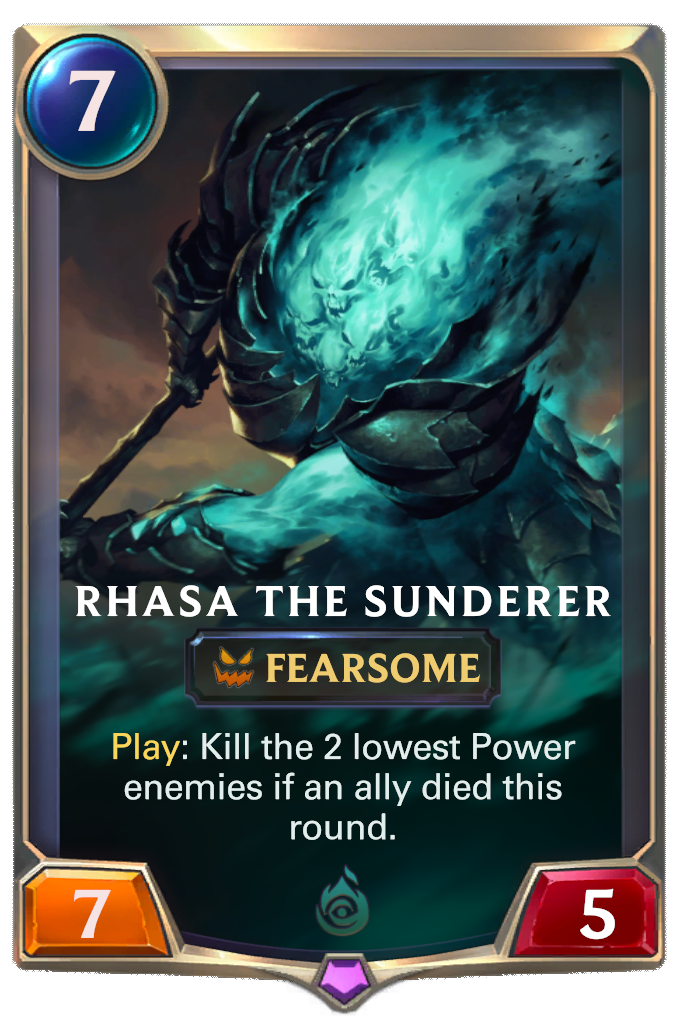 7
RHASA THE SUNDERER
FEARSOME
Play: Kill the 2 lowest Power
enemies if an ally died this
round.
7
5